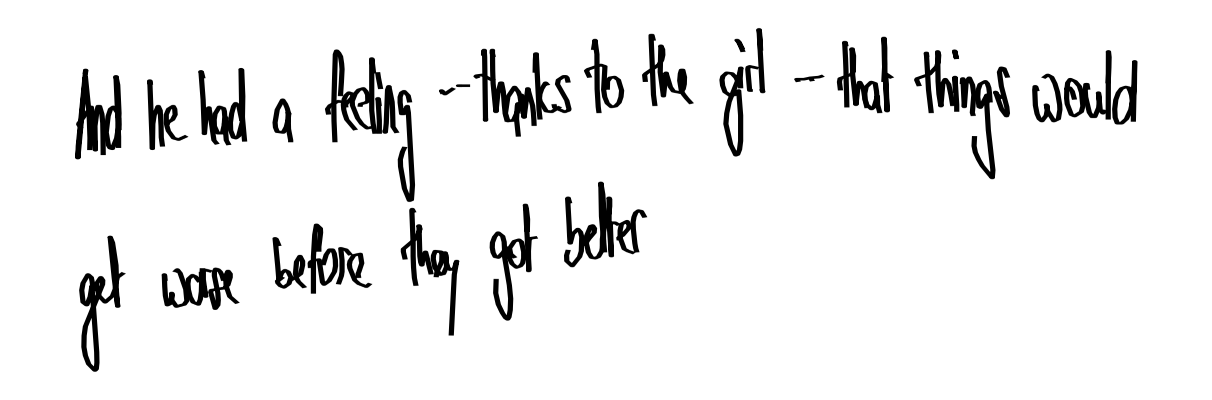 And he had a feeling -- thanks to the girl -- that things would
get worse before they got better